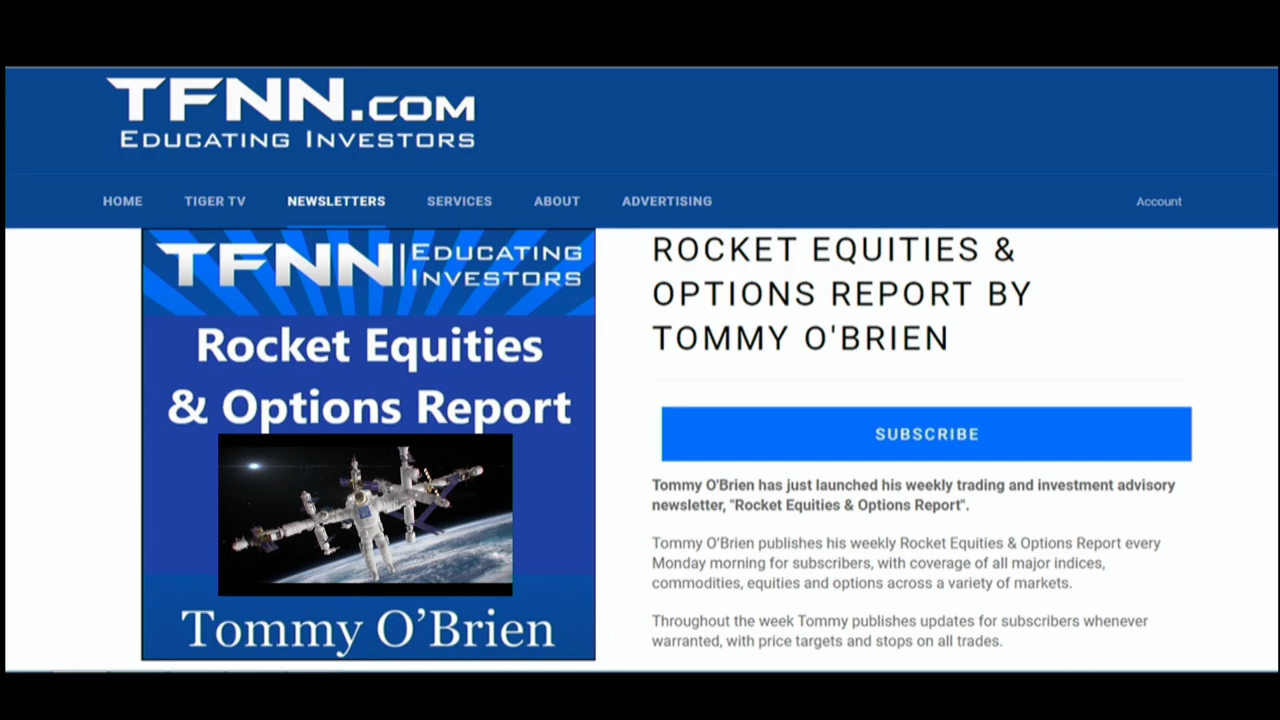 TFNN.COM
EDUCATING INVESTORS
HOME TIGER TV NEWSLETTERS SERVICES ABOUT ADVERTISING Account
TFNN EDUCATING
INVESTORS
Rocket Equities
& Options Report
Tommy O’Brien
ROCKET EQUITIES &
OPTIONS REPORT BY
TOMMY O'BRIEN
SUBSCRIBE
Tommy O'Brien has just launched his weekly trading and investment advisory
newsletter, "Rocket Equities & Options Report".
Tommy O’Brien publishes his weekly Rocket Equities & Options Report every
Monday morning for subscribers, with coverage of all major indices,
commodities, equities and options across a variety of markets.
Throughout the week Tommy publishes updates for subscribers whenever
warranted, with price targets and stops on all trades.